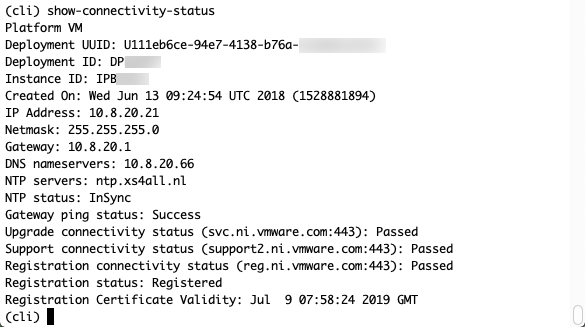 (cli) show-connectivity-status
Platform VM
Deployment UUID: U111eb6ce-94e7-4138-b76a-
Deployment ID: DP
Instance ID: IPB
Created On: Wed Jun 13 09:24:54 UTC 2018 (1528881894)
IP Address: 10.8.20.21
Netmask: 255.255.255.0
Gateway: 10.8.20.1
DNS nameservers: 10.8.20.66
NTP servers: ntp.xs4all.nl
NTP status: InSync
Gateway ping status: Success
Upgrade connectivity status (svc.ni.vmware.com:443): Passed
Support connectivity status (support2.ni.vmware.com:443): Passed
Registration connectivity status (reg.ni.vmware.com:443): Passed
Registration status: Registered
Registration Certificate Validity: Jul  9 07:58:24 2019 GMT
(cli)